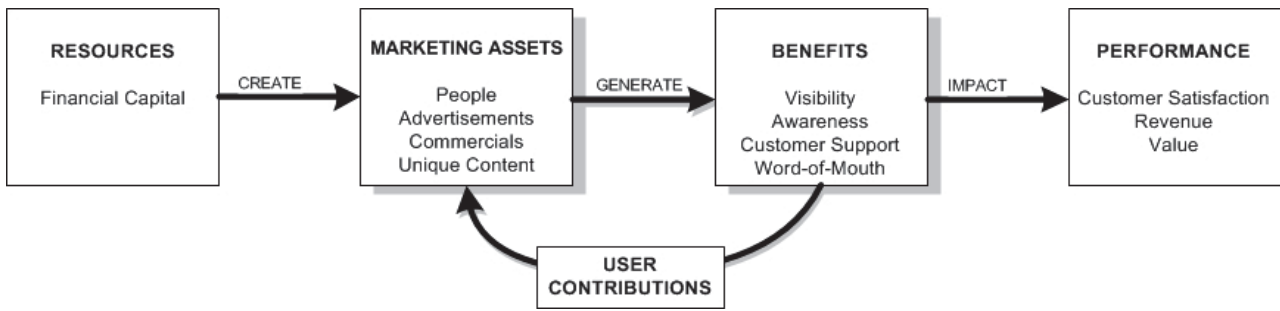 RESOURCES
Financial Capital
CREATE
MARKETING ASSETS
People
Advertisements
Commercials
Unique Content
GENERATE
BENEFITS
Visibility
Awareness
Customer Support
Word-of-Mouth
IMPACT
PERFORMANCE
Customer Satisfaction
Revenue
Value
USER
CONTRIBUTIONS